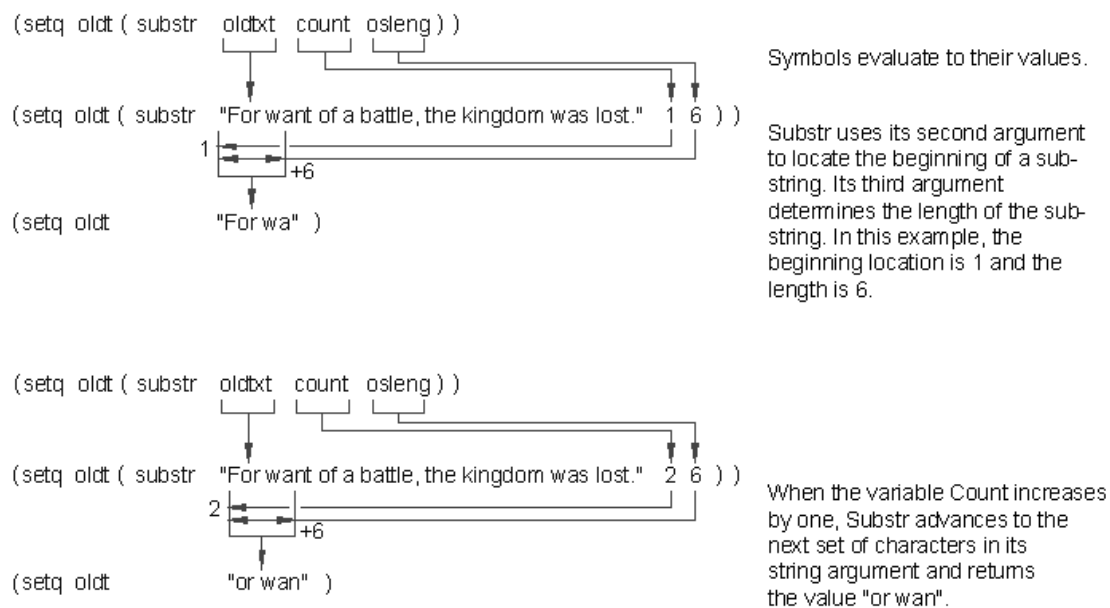 (setq oldt ( substr oldtxt count osleng ) )
Symbols evaluate to their values.
(setq oldt ( substr "For want of a battle, the kingdom was lost." 1 6 ) )
1
+6
(setq oldt "For wa" )
Substr uses its second argument
to locate the beginning of a sub-
string. Its third argument
determines the length of the sub-
string. In this example, the
beginning location is 1 and the
length is 6.
(setq oldt ( substr oldtxt count osleng ) )
(setq oldt ( substr "For want of a battle, the kingdom was lost." 2 6 ) )
2
+6
(setq oldt "or wan" )
When the variable Count increases
by one, Substr advances to the
next set of characters in its
string argument and returns
the value "or wan".